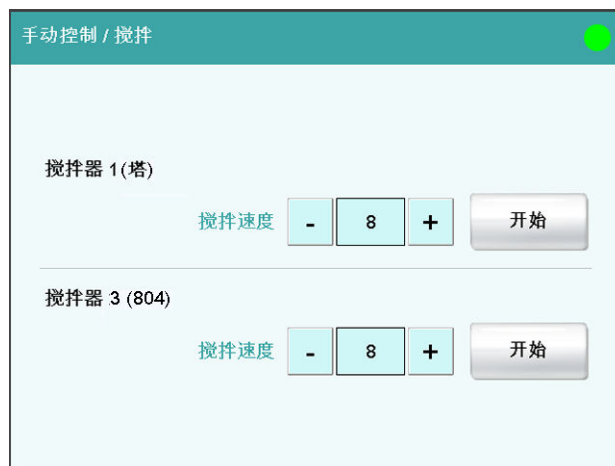 手动控制 / 搅拌
搅拌器 1(塔)
搅拌速度 - 8 + 开始
搅拌器 3 (804)
搅拌速度 - 8 + 开始